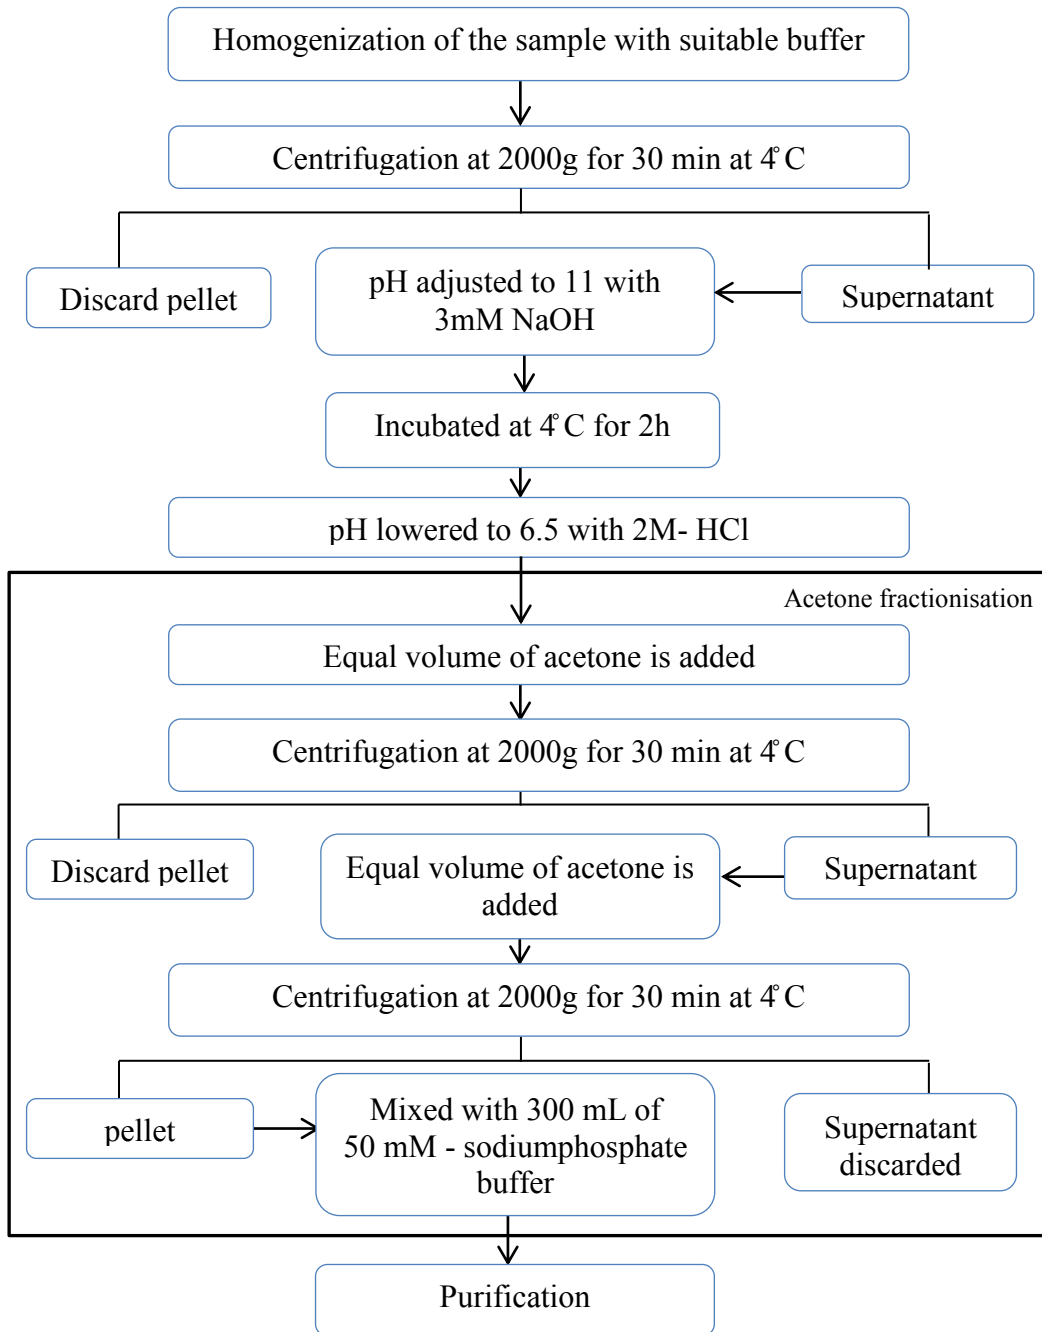 Homogenization of the sample with suitable buffer
Centrifugation at 2000g for 30 min at 4°C
Discard pellet
pH adjusted to 11 with
3mM NaOH
Supernatant
Incubated at 4°C for 2h
pH lowered to 6.5 with 2M- HCl
Acetone fractionisation
Equal volume of acetone is added
Centrifugation at 2000g for 30 min at 4°C
Discard pellet
Equal volume of acetone is
added
Supernatant
Centrifugation at 2000g for 30 min at 4°C
pellet
Mixed with 300 mL of
50 mM - sodiumphosphate
buffer
Supernatant
discarded
Purification